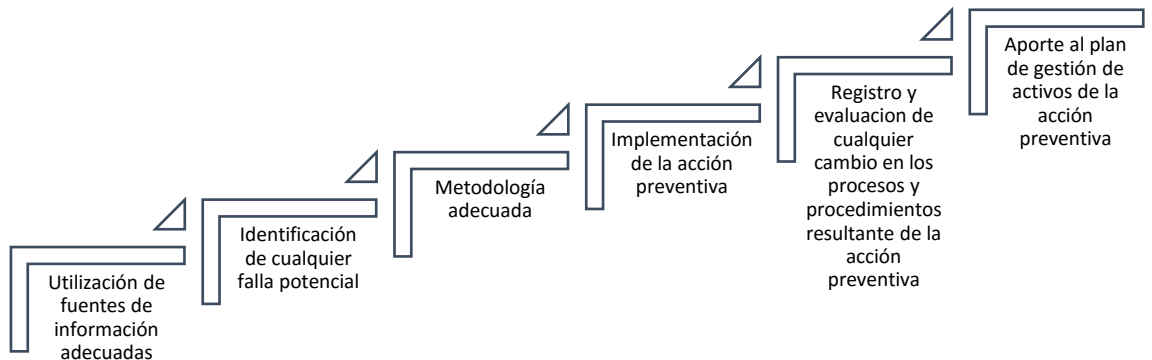 Utilización de
fuentes de
información
adecuadas
Identificación
de cualquier
falla potencial
Metodología
adecuada
Implementación
de la acción
preventiva
Registro y
evaluacion de
cualquier
cambio en los
procesos y
procedimientos
resultante de la
acción
preventiva
Aporte al plan
de gestión de
activos de la
acción
preventiva